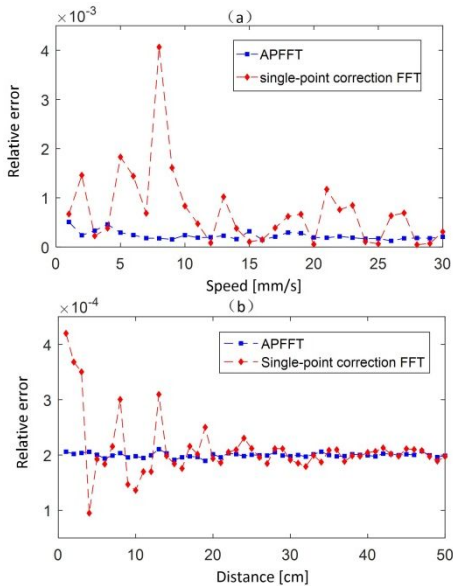 (a)
×10⁻³
4
3
2
1
0
Relative error
APFFT
single-point correction FFT
0 5 10 15 20 25 30
Speed [mm/s]
(b)
×10⁻⁴
4
3
2
1
0
Relative error
APFFT
Single-point correction FFT
0 10 20 30 40 50
Distance [cm]